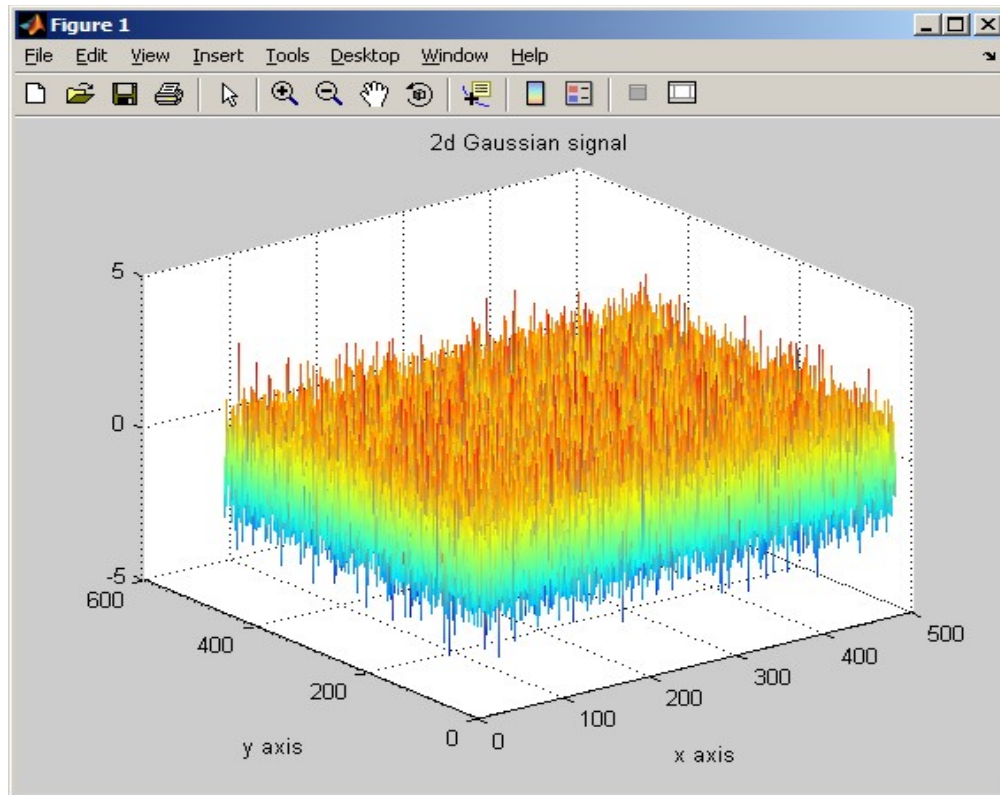 Figure 1
File Edit View Insert Tools Desktop Window Help
2d Gaussian signal
5
0
-5
600
400
200
0
0
100
200
300
400
500
y axis
x axis